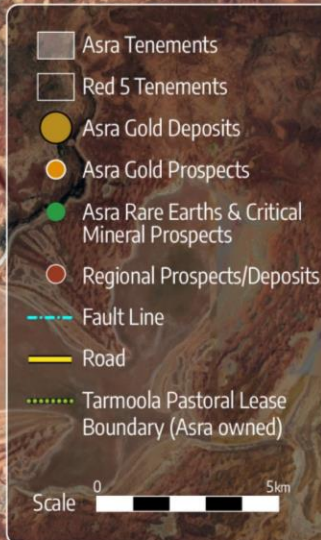 Asra Tenements
Red 5 Tenements
Asra Gold Deposits
Asra Gold Prospects
Asra Rare Earths & Critical
Mineral Prospects
Regional Prospects/Deposits
Fault Line
Road
Tarmoola Pastoral Lease
Boundary (Asra owned)
0 5km
Scale